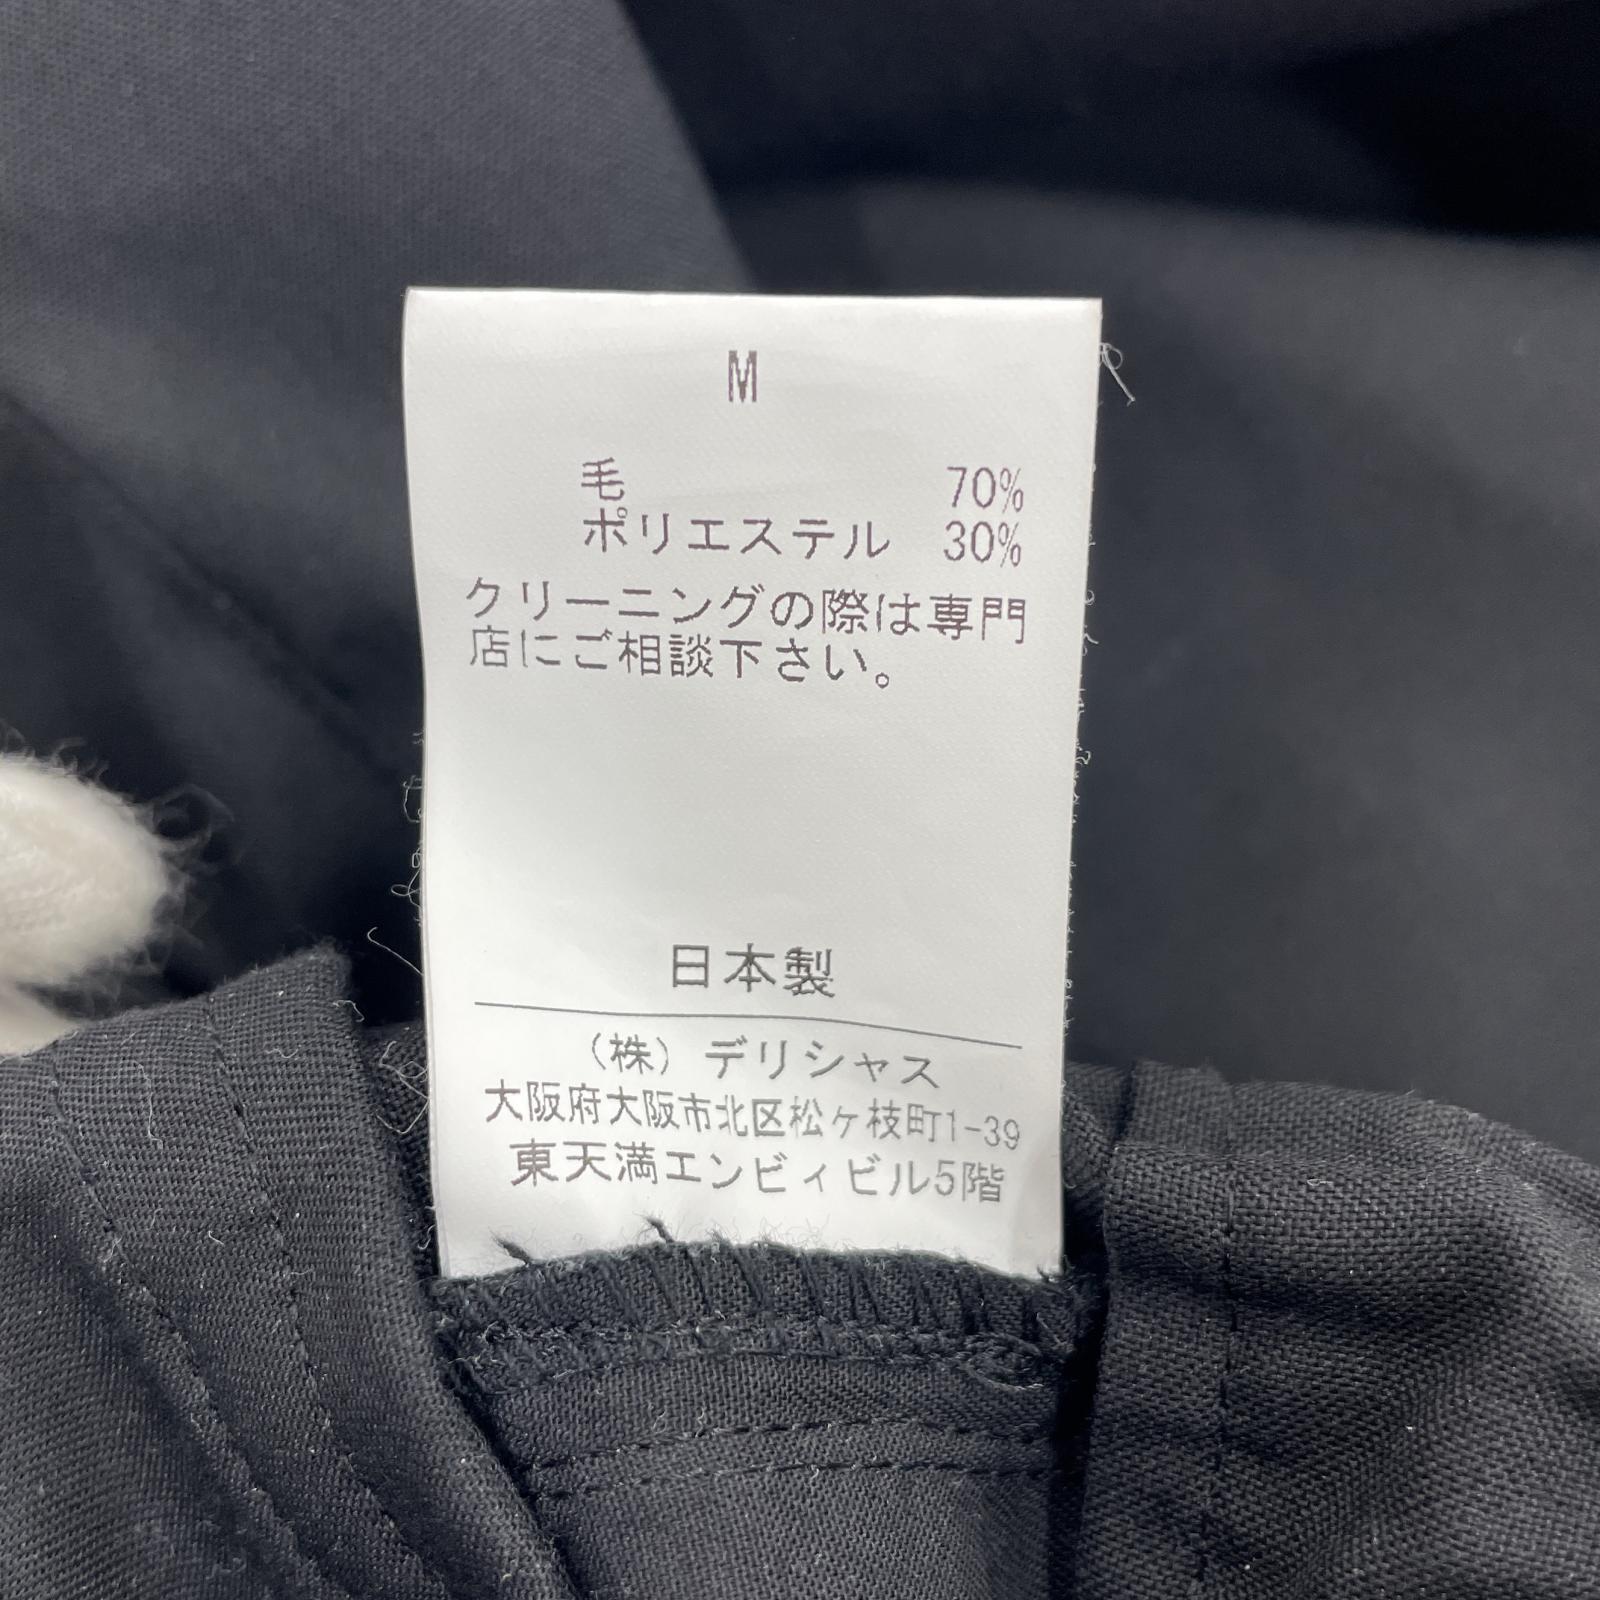 M
毛 70%
ポリエステル 30%
クリーニングの際は専門
店にご相談下さい。
日本製
(株) デリシャス
大阪府大阪市北区松ヶ枝町1-39
東天満エンビィビル5階